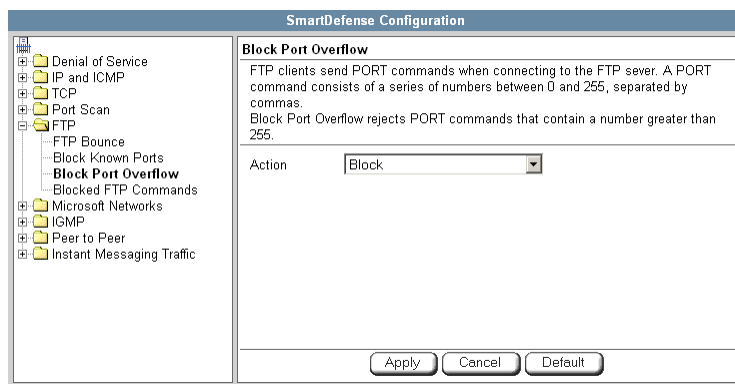 SmartDefense Configuration
Denial of Service
IP and ICMP
TCP
Port Scan
FTP
FTP Bounce
Block Known Ports
Block Port Overflow
Blocked FTP Commands
Microsoft Networks
IGMP
Peer to Peer
Instant Messaging Traffic
Block Port Overflow
FTP clients send PORT commands when connecting to the FTP sever. A PORT
command consists of a series of numbers between 0 and 255, separated by
commas.
Block Port Overflow rejects PORT commands that contain a number greater than
255.
Action Block
Apply Cancel Default